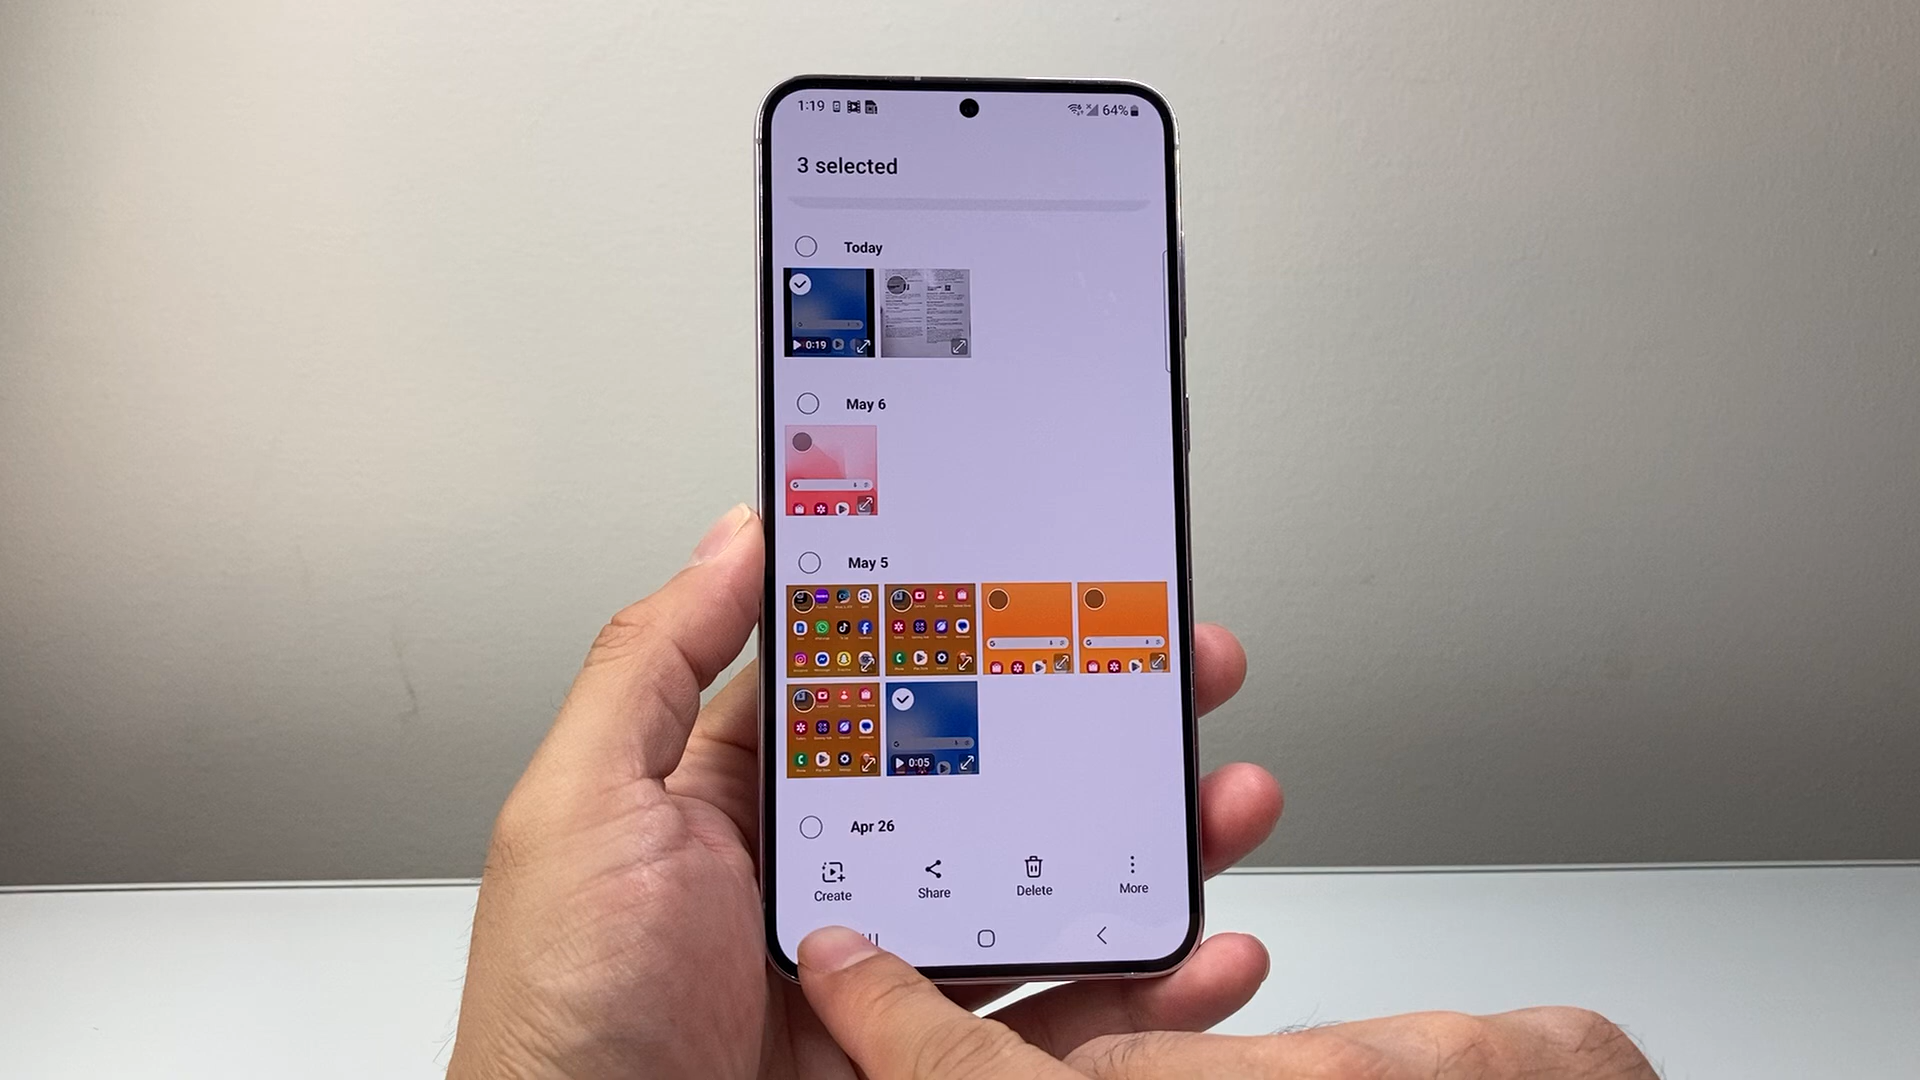 1:19
64%
3 selected
Today
0:19
May 6
May 5
0:05
Apr 26
Create
Share
Delete
More